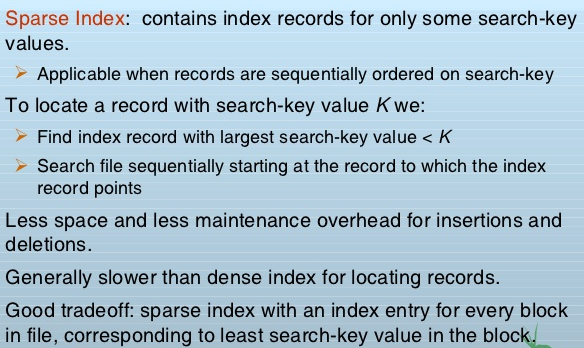 Sparse Index: contains index records for only some search-key
values.
➢ Applicable when records are sequentially ordered on search-key
To locate a record with search-key value K we:
➢ Find index record with largest search-key value < K
➢ Search file sequentially starting at the record to which the index
record points
Less space and less maintenance overhead for insertions and
deletions.
Generally slower than dense index for locating records.
Good tradeoff: sparse index with an index entry for every block
in file, corresponding to least search-key value in the block.